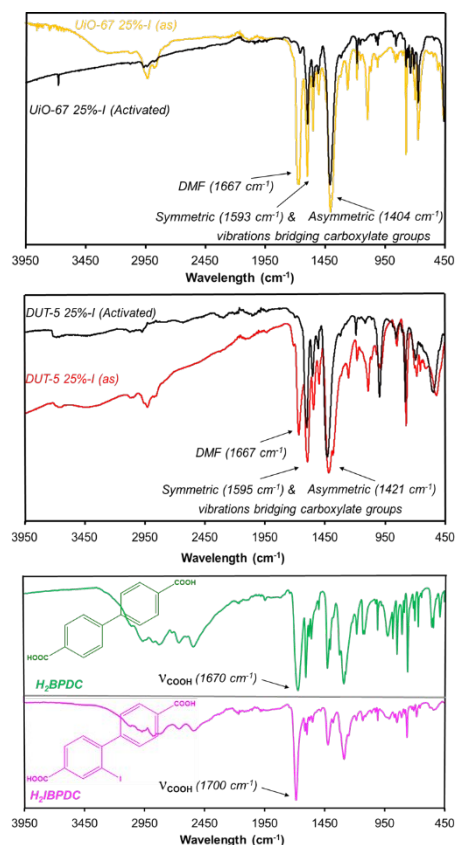 UiO-67 25%-I (as)
UiO-67 25%-I (Activated)
DMF (1667 cm-1)
Symmetric (1593 cm-1) & Asymmetric (1404 cm-1)
vibrations bridging carboxylate groups
3950 3450 2950 2450 1950 1450 950 450
Wavelength (cm-1)
DUT-5 25%-I (Activated)
DUT-5 25%-I (as)
DMF (1667 cm-1)
Symmetric (1595 cm-1) & Asymmetric (1421 cm-1)
vibrations bridging carboxylate groups
3950 3450 2950 2450 1950 1450 950 450
Wavelength (cm-1)
COOH
HOOC
H2BPDC
νCOOH (1670 cm-1)
COOH
HOOC
I
H2IBPDC
νCOOH (1700 cm-1)
3950 3450 2950 2450 1950 1450 950 450
Wavelength (cm-1)